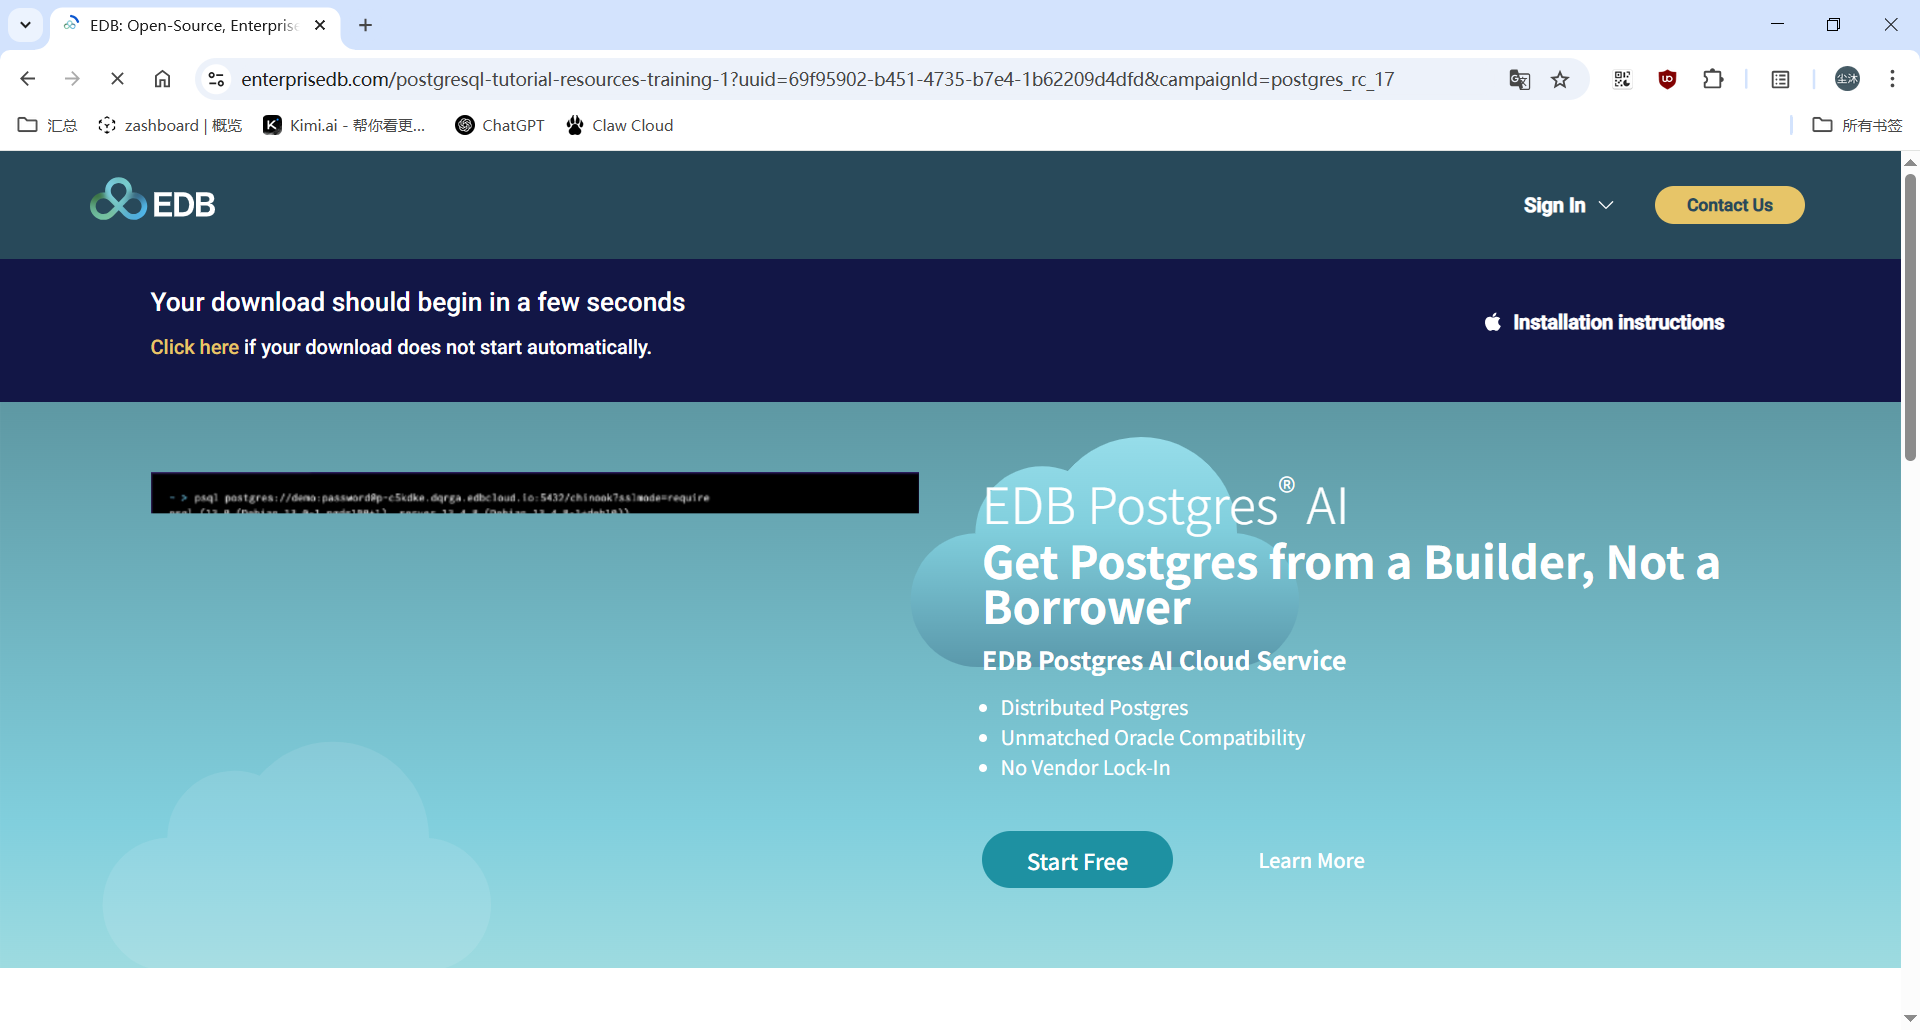 EDB: Open-Source, Enterprise
enterprisedb.com/postgresql-tutorial-resources-training-1?uuid=69f95902-b451-4735-b7e4-1b62209d4dfd&campaignId=postgres_rc_17
尘沐
汇总
zashboard | 概览
Kimi.ai - 帮你看更...
ChatGPT
Claw Cloud
所有书签
EDB
Sign In
Contact Us
Your download should begin in a few seconds
Click here if your download does not start automatically.
Installation instructions
~ > psql postgres://demo:password@p-c5kdke.dqrga.edbcloud.io:5432/chinook?sslmode=require
EDB Postgres® AI
Get Postgres from a Builder, Not a
Borrower
EDB Postgres AI Cloud Service
Distributed Postgres
Unmatched Oracle Compatibility
No Vendor Lock-In
Start Free
Learn More